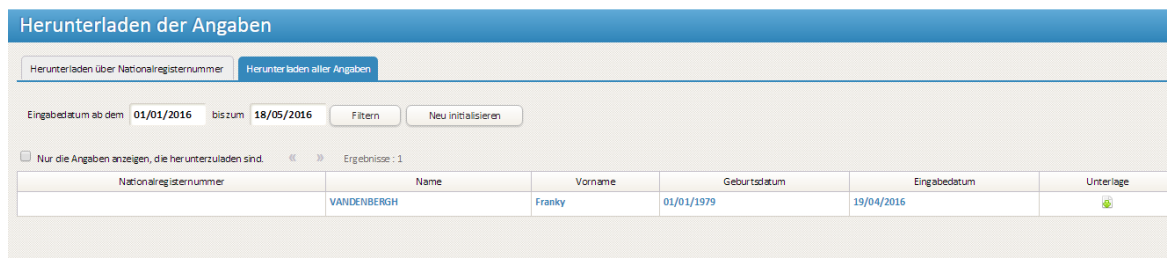 Herunterladen der Angaben
Herunterladen über Nationalregisternummer Herunterladen aller Angaben
Eingabedatum ab dem 01/01/2016 bis zum 18/05/2016 Filtern Neu initialisieren
Nur die Angaben anzeigen, die herunterzuladen sind. « » Ergebnisse : 1
Nationalregisternummer Name Vorname Geburtsdatum Eingabedatum Unterlage
VANDENBERGH Franky 01/01/1979 19/04/2016